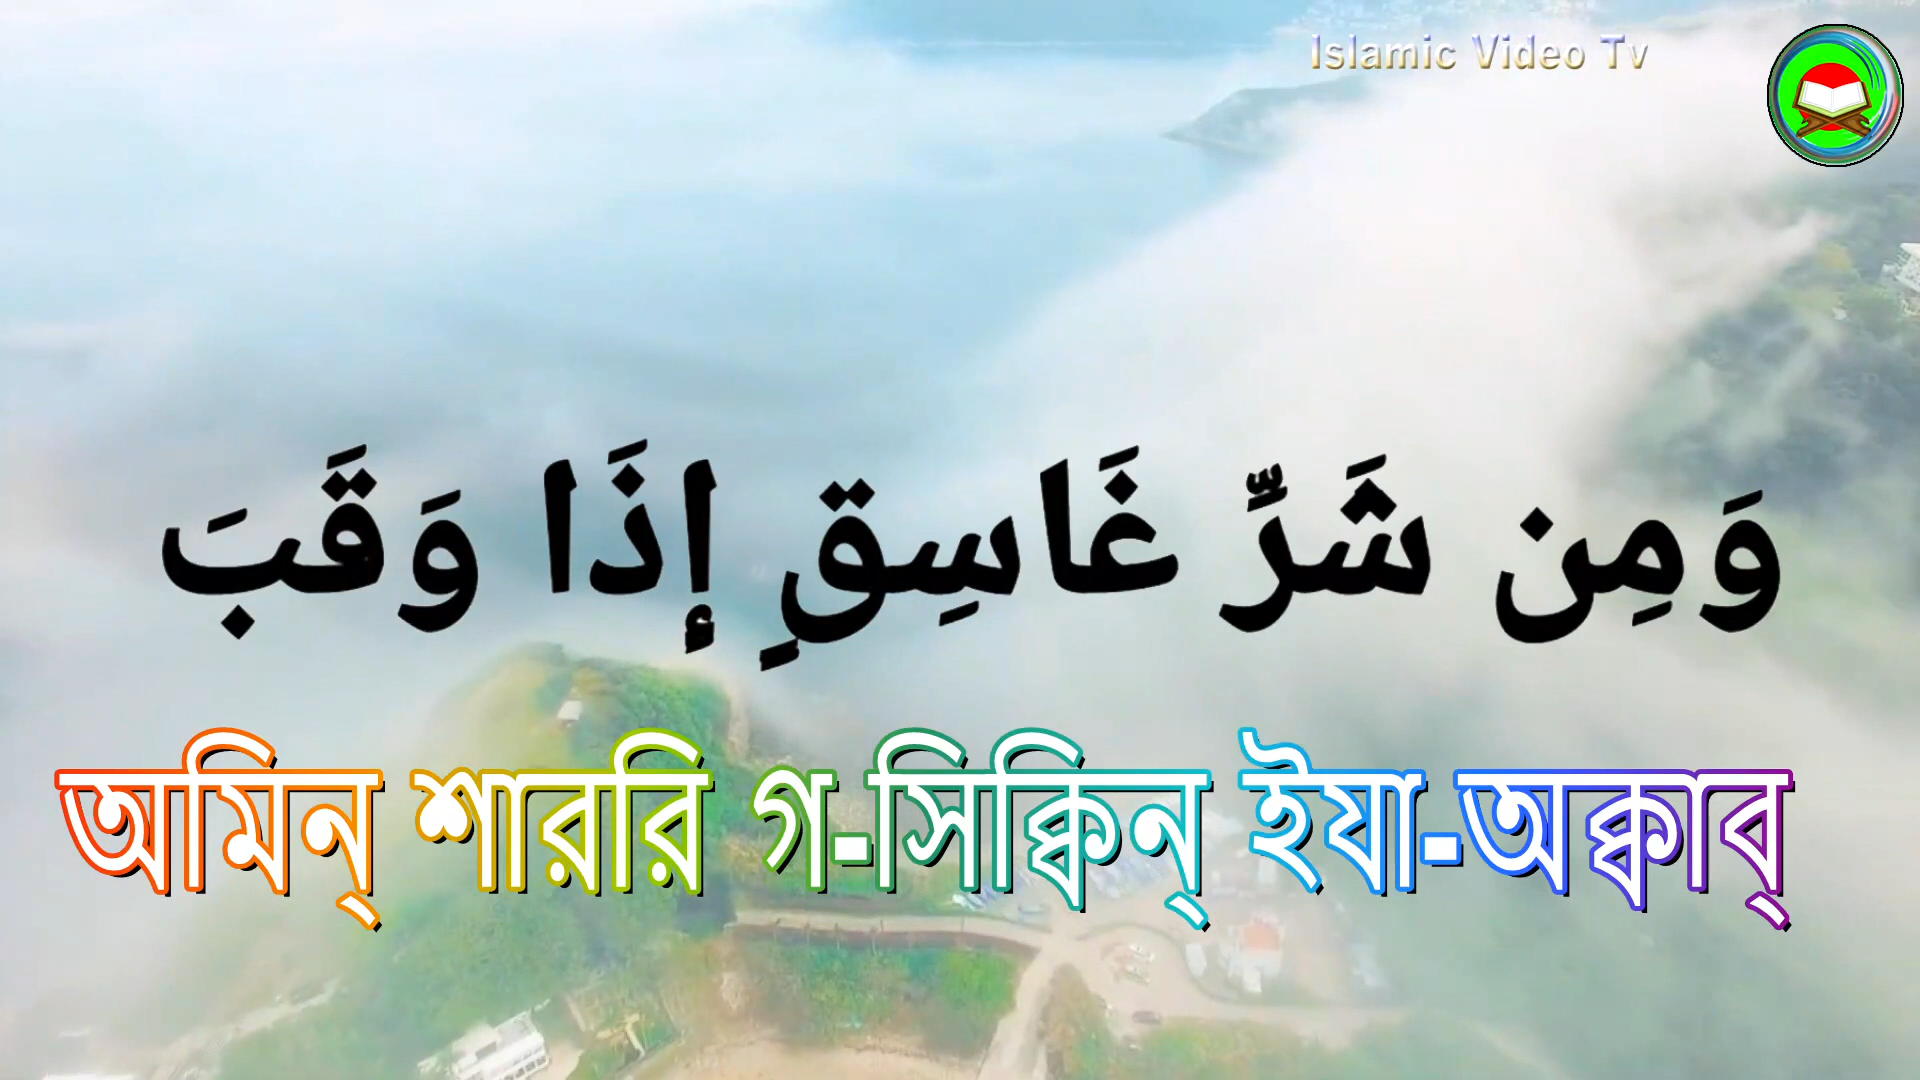 Islamic Video Tv
وَمِن شَرِّ غَاسِقٍ إِذَا وَقَبَ
অমিন্ শাররি গ-সিক্বিন্ ইযা-অক্বাব্